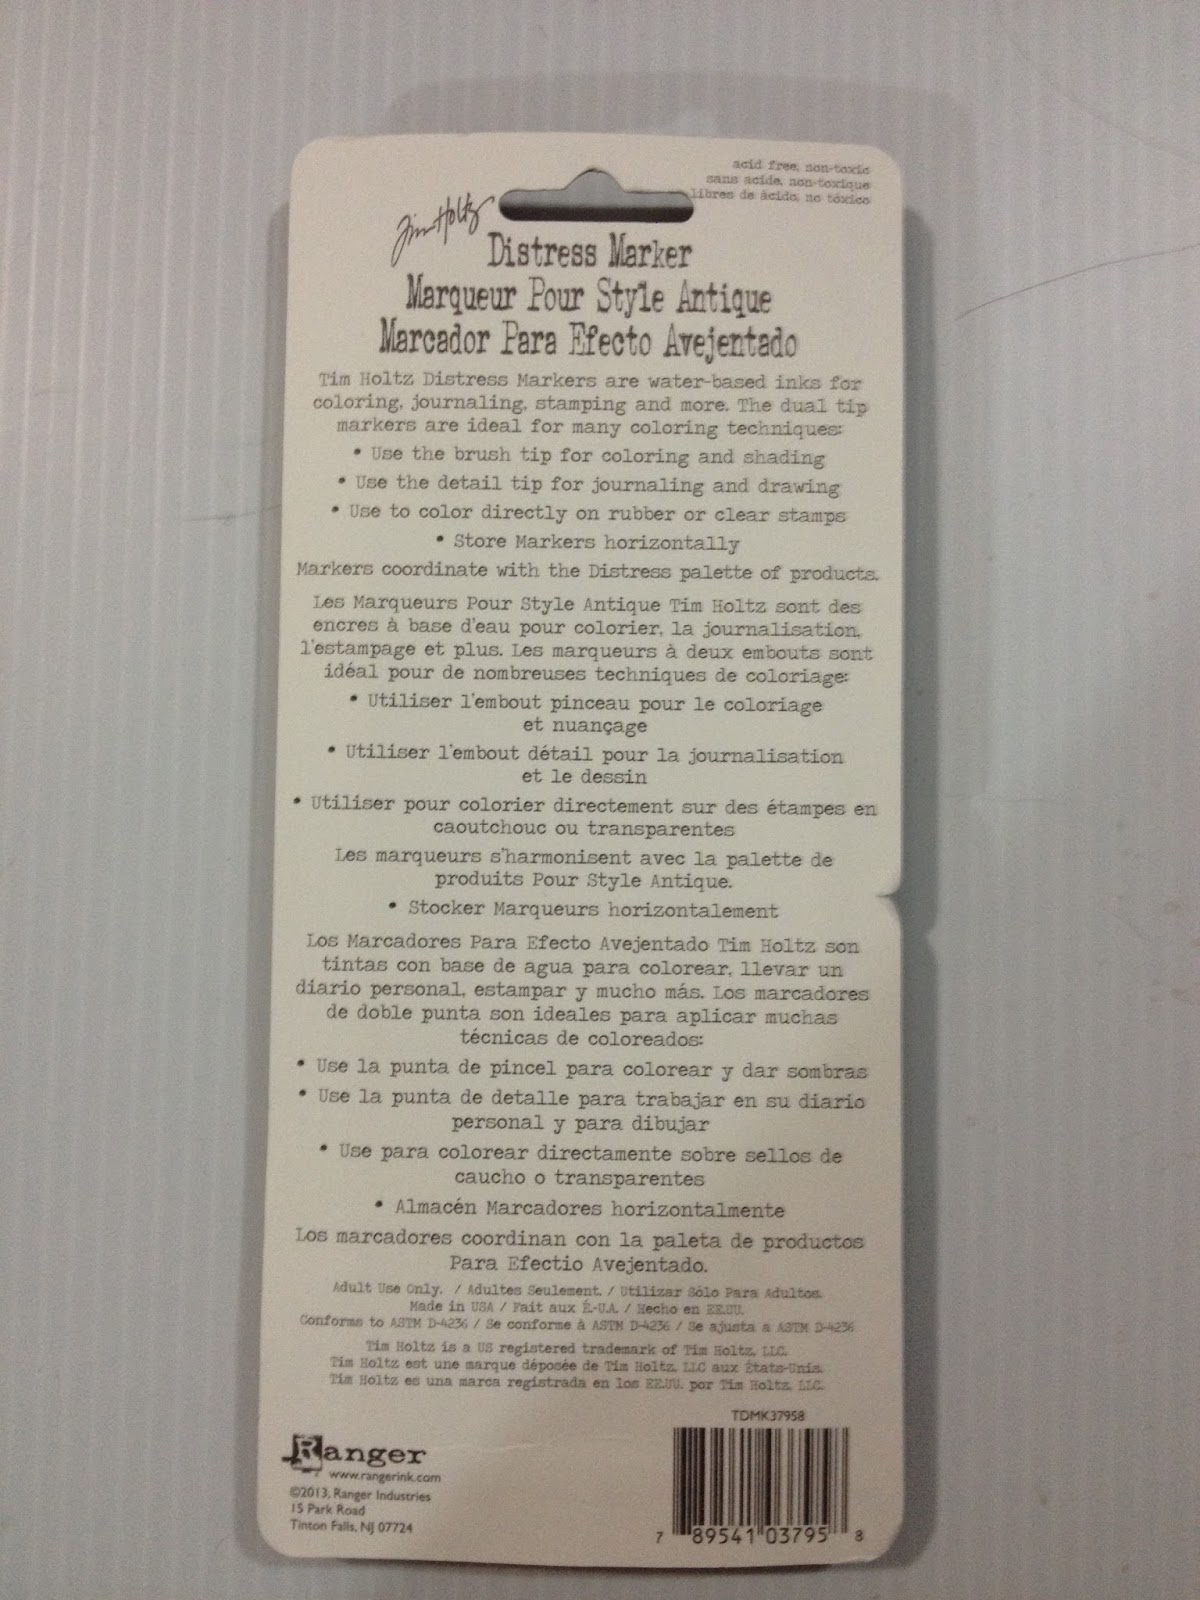 acid free, non-toxic
sans acide, non-toxique
libres de ácido, no tóxico
Tim Holtz
Distress Marker
Marqueur Pour Style Antique
Marcador Para Efecto Avejentado
Tim Holtz Distress Markers are water-based inks for
coloring, journaling, stamping and more. The dual tip
markers are ideal for many coloring techniques:
• Use the brush tip for coloring and shading
• Use the detail tip for journaling and drawing
• Use to color directly on rubber or clear stamps
• Store Markers horizontally
Markers coordinate with the Distress palette of products.
Les Marqueurs Pour Style Antique Tim Holtz sont des
encres à base d'eau pour colorier, la journalisation,
l'estampage et plus. Les marqueurs à deux embouts sont
idéal pour de nombreuses techniques de coloriage:
• Utiliser l'embout pinceau pour le coloriage
et nuançage
• Utiliser l'embout détail pour la journalisation
et le dessin
• Utiliser pour colorier directement sur des étampes en
caoutchouc ou transparentes
Les marqueurs s'harmonisent avec la palette de
produits Pour Style Antique.
• Stocker Marqueurs horizontalement
Los Marcadores Para Efecto Avejentado Tim Holtz son
tintas con base de agua para colorear, llevar un
diario personal, estampar y mucho más. Los marcadores
de doble punta son ideales para aplicar muchas
técnicas de coloreados:
• Use la punta de pincel para colorear y dar sombras
• Use la punta de detalle para trabajar en su diario
personal y para dibujar
• Use para colorear directamente sobre sellos de
caucho o transparentes
• Almacén Marcadores horizontalmente
Los marcadores coordinan con la paleta de productos
Para Efectio Avejentado.
Adult Use Only. / Adultes Seulement. / Utilizar Sólo Para Adultos.
Made in USA / Fait aux É.-U.A. / Hecho en EE.UU.
Conforms to ASTM D-4236 / Se conforme à ASTM D-4236 / Se ajusta a ASTM D-4236
Tim Holtz is a US registered trademark of Tim Holtz, LLC.
Tim Holtz est une marque déposée de Tim Holtz, LLC aux États-Unis.
Tim Holtz es una marca registrada en los EE.UU. por Tim Holtz, LLC.
TDMK37958
Ranger
www.rangerink.com
©2013, Ranger Industries
15 Park Road
Tinton Falls, NJ 07724
7 89541 03795 8